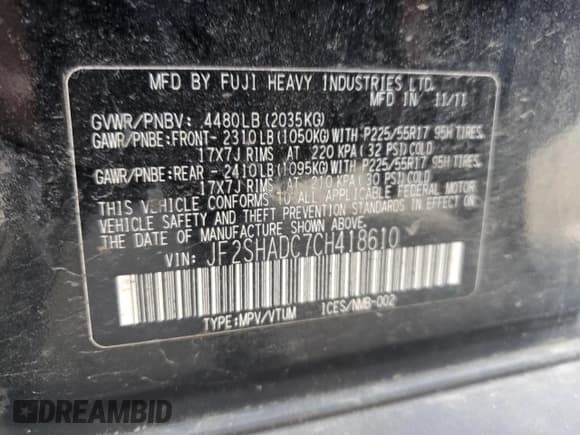 MFD BY FUJI HEAVY INDUSTRIES LTD.
MFD IN 11/11
GVWR/PNBV: 4480LB(2035KG)
GAWR/PNBE:FRONT- 2310LB(1050KG)WITH P225/55R17 95H TIRES,
17X7J RIMS AT 220 KPA(32 PSI)COLD
GAWR/PNBE:REAR - 2410LB(1095KG)WITH P225/55R17 95H TIRES,
17X7J RIMS AT 210 KPA(30 PSI)COLD
THIS VEHICLE CONFORMS TO ALL APPLICABLE FEDERAL MOTOR
VEHICLE SAFETY AND THEFT PREVENTION STANDARDS IN EFFECT ON
THE DATE OF MANUFACTURE SHOWN ABOVE.
VIN: JF2SHADC7CH418610
TYPE:MPV/VTUM ICES/NMB-002
DREAMBID